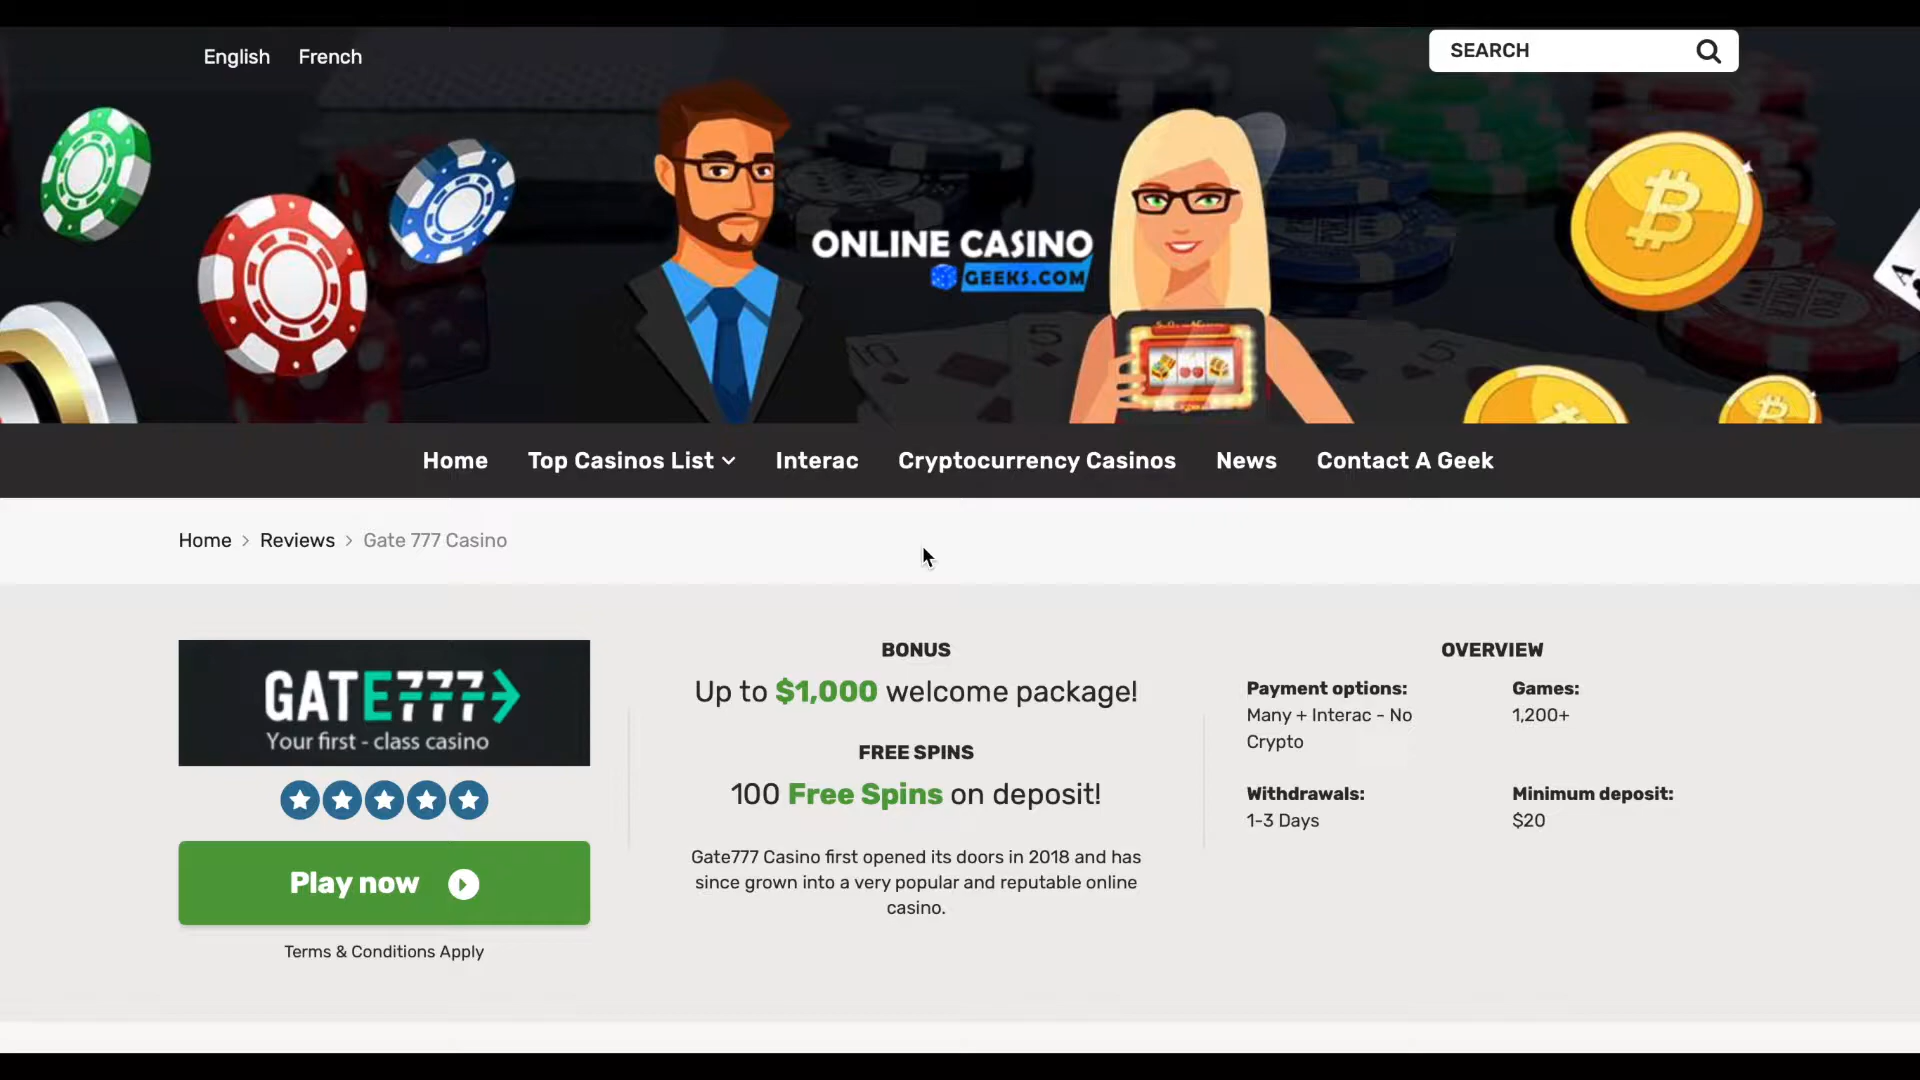 English French
SEARCH
ONLINE CASINO
GEEKS.COM
Home Top Casinos List Interac Cryptocurrency Casinos News Contact A Geek
Home > Reviews > Gate 777 Casino
GATE777
Your first - class casino
Play now
Terms & Conditions Apply
BONUS
Up to $1,000 welcome package!
FREE SPINS
100 Free Spins on deposit!
Gate777 Casino first opened its doors in 2018 and has
since grown into a very popular and reputable online
casino.
OVERVIEW
Payment options:
Many + Interac - No
Crypto
Games:
1,200+
Withdrawals:
1-3 Days
Minimum deposit:
$20